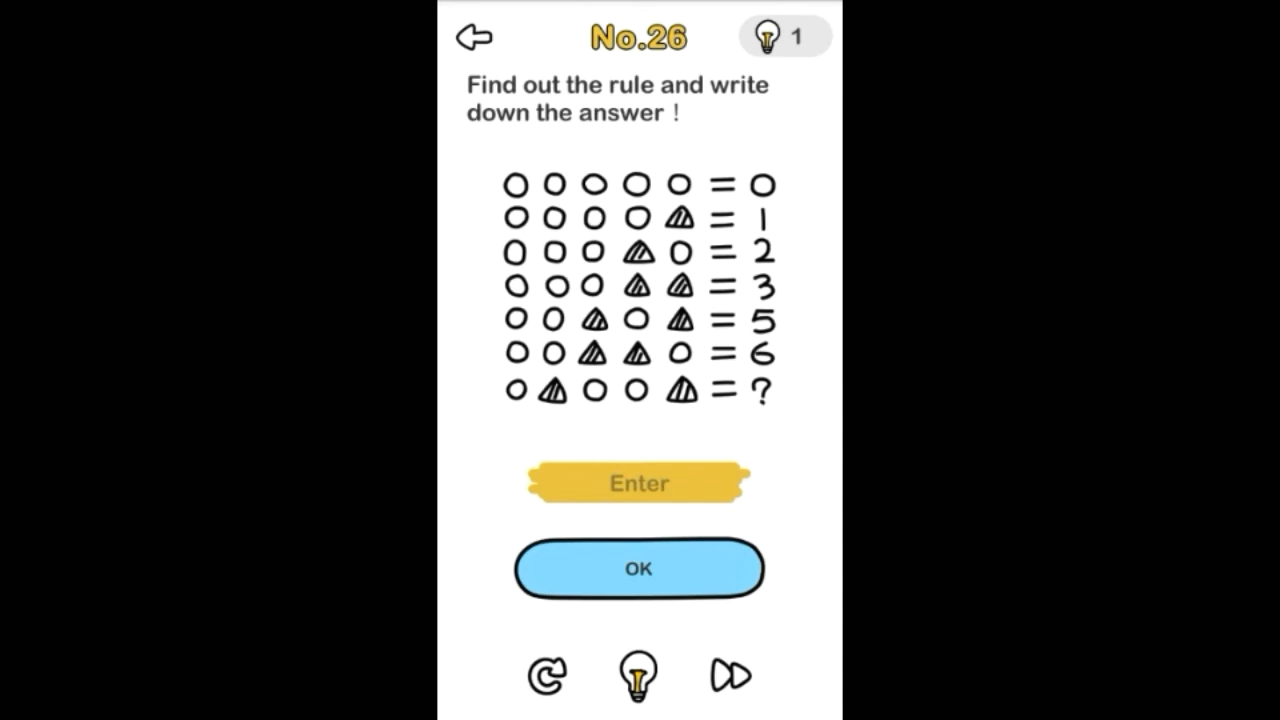 No.26
1
Find out the rule and write
down the answer !
O O O O O = 0
O O O O △ = 1
O O O △ O = 2
O O O △ △ = 3
O O △ O △ = 5
O O △ △ O = 6
O △ O O △ = ?
Enter
OK